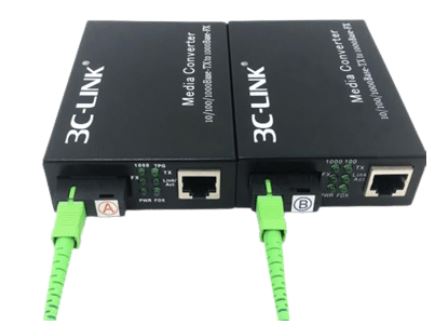 3C-LINK®
Media Converter
10/100/1000Base-TX to 1000Base-FX
1000 TPG
FX
TX
Link/
Act
PWR FDX
A
3C-LINK®
Media Converter
10/100/1000Base-TX to 1000Base-FX
1000 100
FX
TX
Link
Act
PWR FDX
B